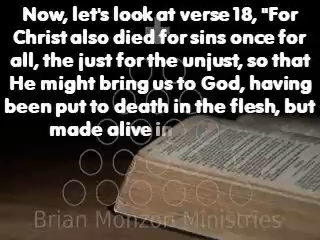 Now, let's look at verse 18, "For
Christ also died for sins once for
all, the just for the unjust, so that
He might bring us to God, having
been put to death in the flesh, but
made alive in
Brian Monzon Ministries